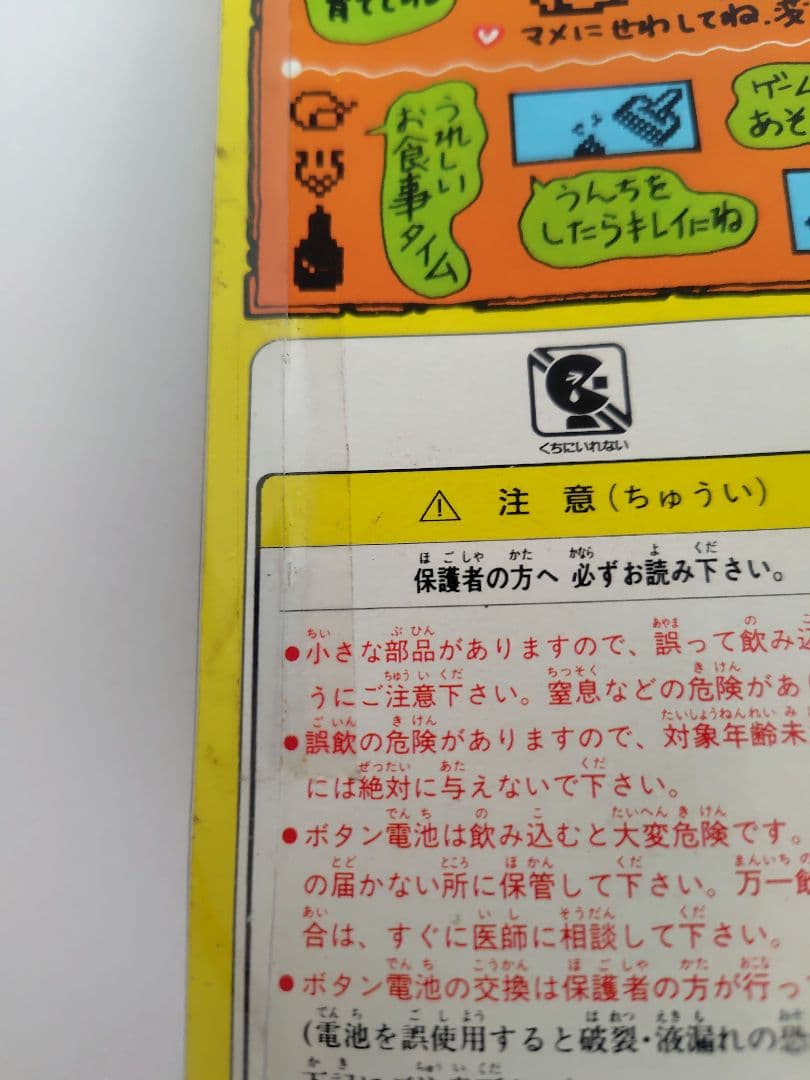 育ててね
マメにせわしてね.変
うれしい
お食事
タイム
ゲーム
あそ
うんちを
したらキレイにね
くちにいれない
注 意(ちゅうい)
保護者の方へ 必ずお読み下さい。
●小さな部品がありますので、誤って飲み込
うにご注意下さい。窒息などの危険があ
●誤飲の危険がありますので、対象年齢未
には絶対に与えないで下さい。
●ボタン電池は飲み込むと大変危険です。
の届かない所に保管して下さい。万一飲
合は、すぐに医師に相談して下さい。
●ボタン電池の交換は保護者の方が行っ
(電池を誤使用すると破裂・液漏れの恐